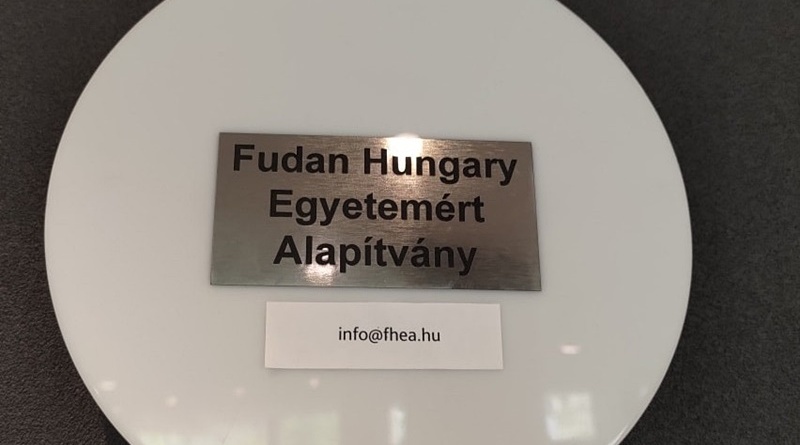 Fudan Hungary
Egyetemért
Alapítvány
info@fhea.hu